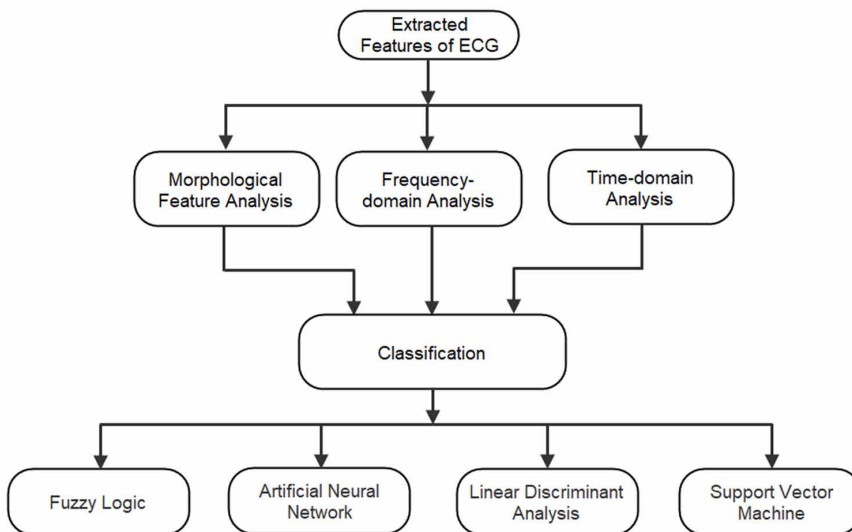 Extracted
Features of ECG
Morphological
Feature Analysis
Frequency-
domain Analysis
Time-domain
Analysis
Classification
Fuzzy Logic
Artificial Neural
Network
Linear Discriminant
Analysis
Support Vector
Machine